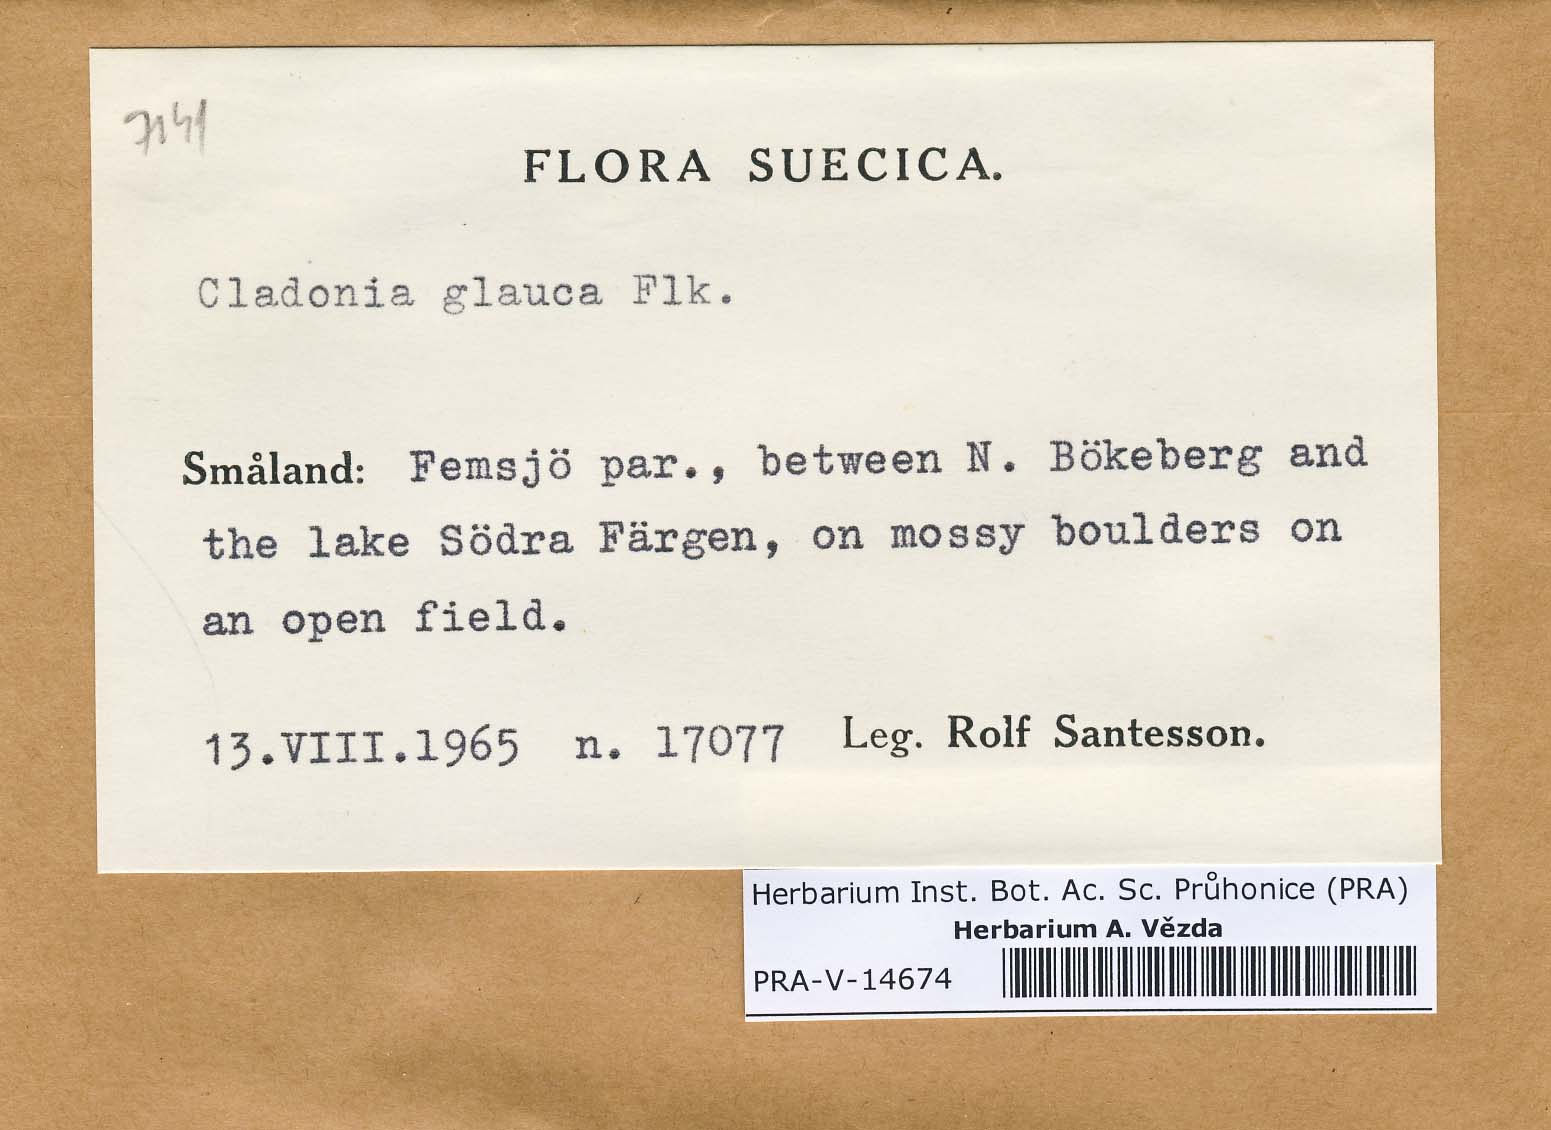 7141
FLORA SUECICA.
Cladonia glauca Flk.
Småland: Femsjö par., between N. Bökeberg and
the lake Södra Färgen, on mossy boulders on
an open field.
13.VIII.1965 n. 17077 Leg. Rolf Santesson.
Herbarium Inst. Bot. Ac. Sc. Průhonice (PRA)
Herbarium A. Vězda
PRA-V-14674